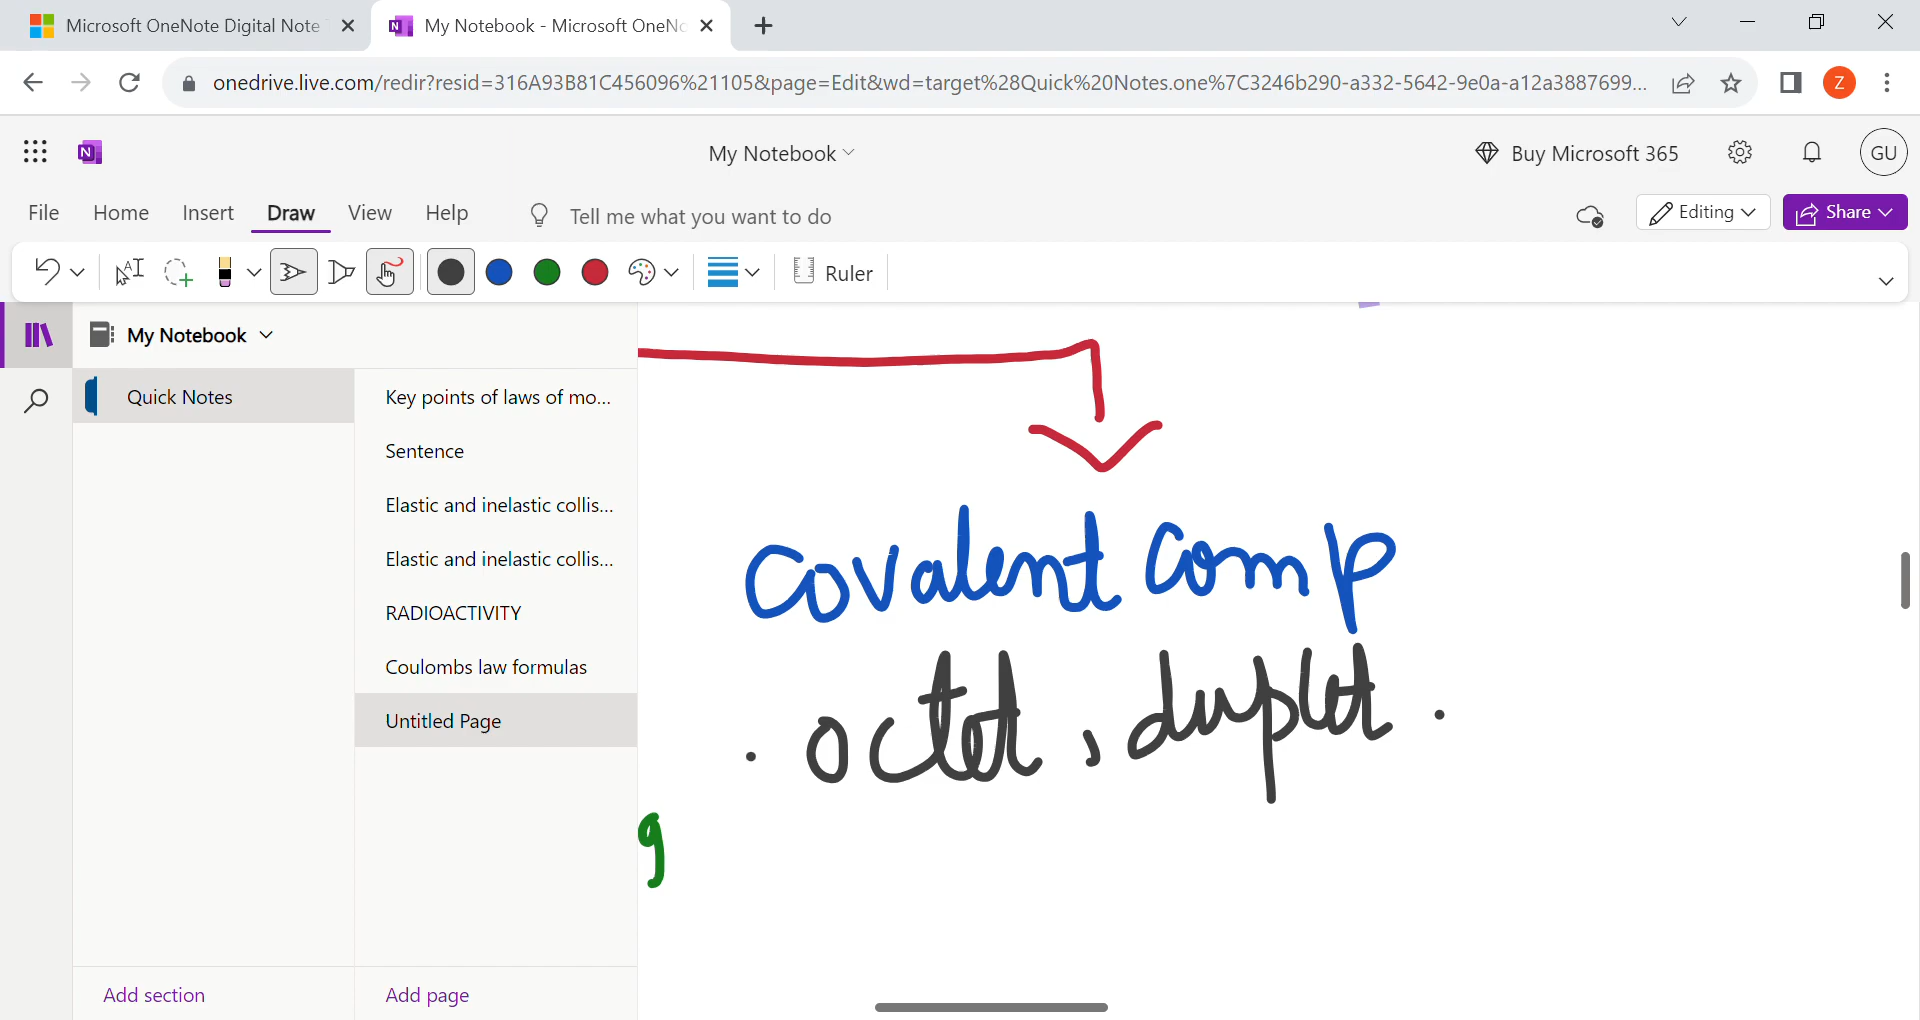 Microsoft OneNote Digital Note
My Notebook - Microsoft OneNo
onedrive.live.com/redir?resid=316A93B81C456096%21105&page=Edit&wd=target%28Quick%20Notes.one%7C3246b290-a332-5642-9e0a-a12a3887699...
Z
N
My Notebook
Buy Microsoft 365
GU
File Home Insert Draw View Help Tell me what you want to do
Editing
Share
Ruler
My Notebook
Quick Notes
Key points of laws of mo...
Sentence
Elastic and inelastic collis...
Elastic and inelastic collis...
RADIOACTIVITY
Coulombs law formulas
Untitled Page
Add section
Add page
covalent comp
. octet, duplet .
g